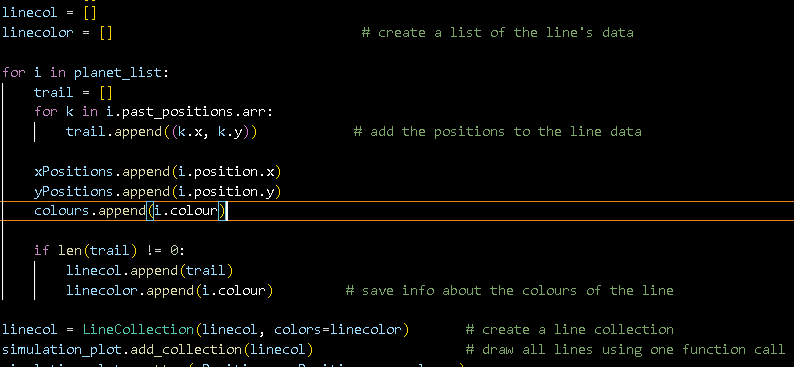 linecol = []
linecolor = []                               # create a list of the line's data
for i in planet_list:
    trail = []
    for k in i.past_positions.arr:
        trail.append((k.x, k.y))            # add the positions to the line data
    xPositions.append(i.position.x)
    yPositions.append(i.position.y)
    colours.append(i.colour)
    if len(trail) != 0:
        linecol.append(trail)
        linecolor.append(i.colour)         # save info about the colours of the line
linecol = LineCollection(linecol, colors=linecolor)       # create a line collection
simulation_plot.add_collection(linecol)                   # draw all lines using one function call